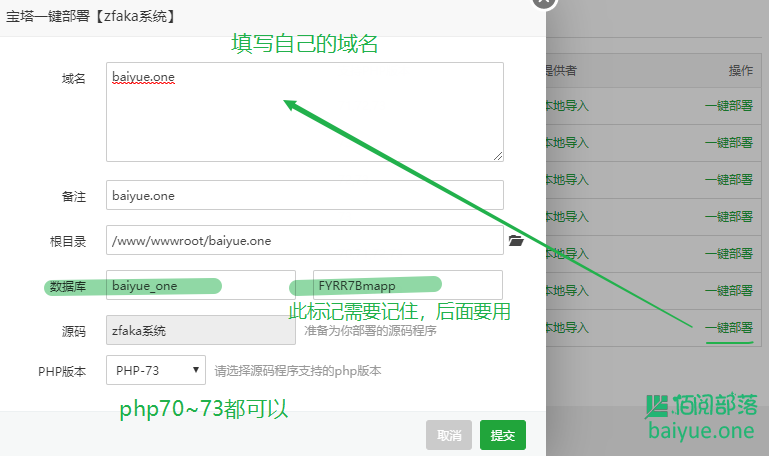 宝塔一键部署【zfaka系统】
填写自己的域名
域名
baiyue.one
备注
baiyue.one
根目录
/www/wwwroot/baiyue.one
数据库
baiyue_one
FYRR7Bmapp
此标记需要记住，后面要用
源码
zfaka系统
准备为你部署的源码程序
PHP版本
PHP-73
请选择源码程序支持的php版本
php70~73都可以
取消
提交
提供者 操作
本地导入 一键部署
本地导入 一键部署
本地导入 一键部署
本地导入 一键部署
本地导入 一键部署
本地导入 一键部署
本地导入 一键部署
佰阅部落
baiyue.one